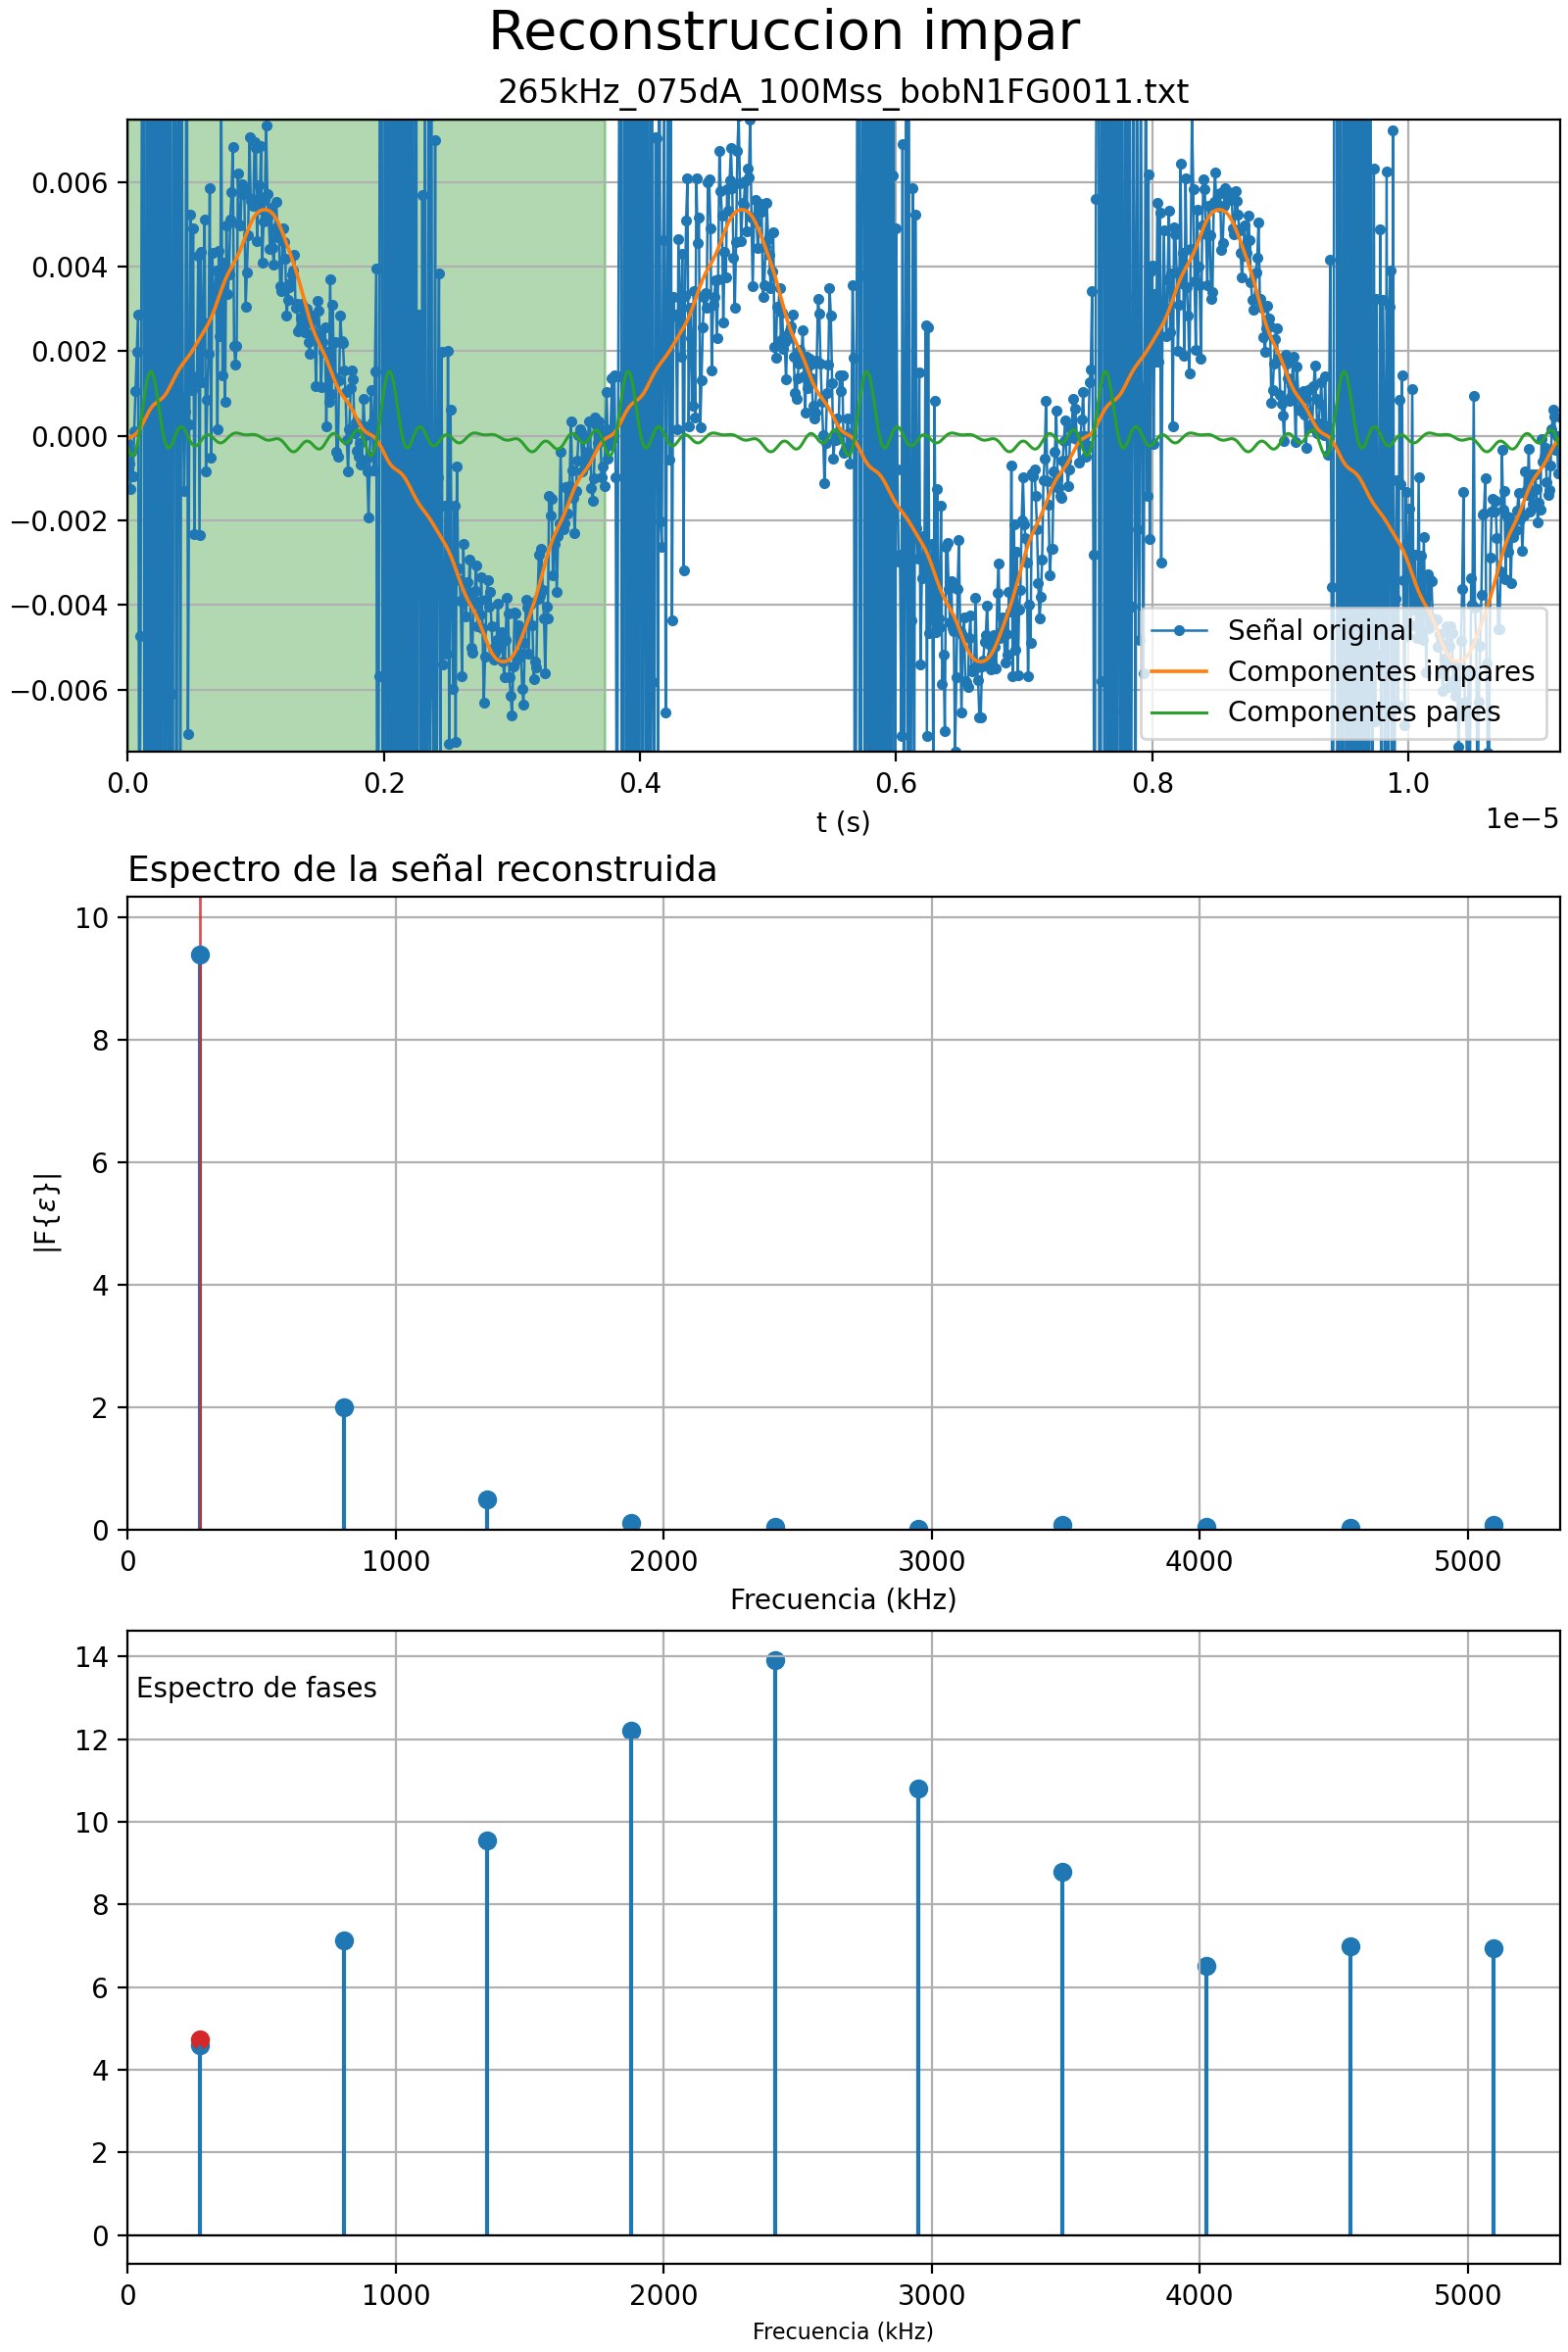 Reconstruccion impar
265kHz_075dA_100Mss_bobN1FG0011.txt
0.006
0.004
0.002
0.000
−0.002
−0.004
−0.006
Señal original
Componentes impares
Componentes pares
0.0 0.2 0.4 0.6 0.8 1.0
t (s)
1e−5
Espectro de la señal reconstruida
10
8
6
4
2
0
|F{ε}|
0 1000 2000 3000 4000 5000
Frecuencia (kHz)
14
Espectro de fases
12
10
8
6
4
2
0
0 1000 2000 3000 4000 5000
Frecuencia (kHz)